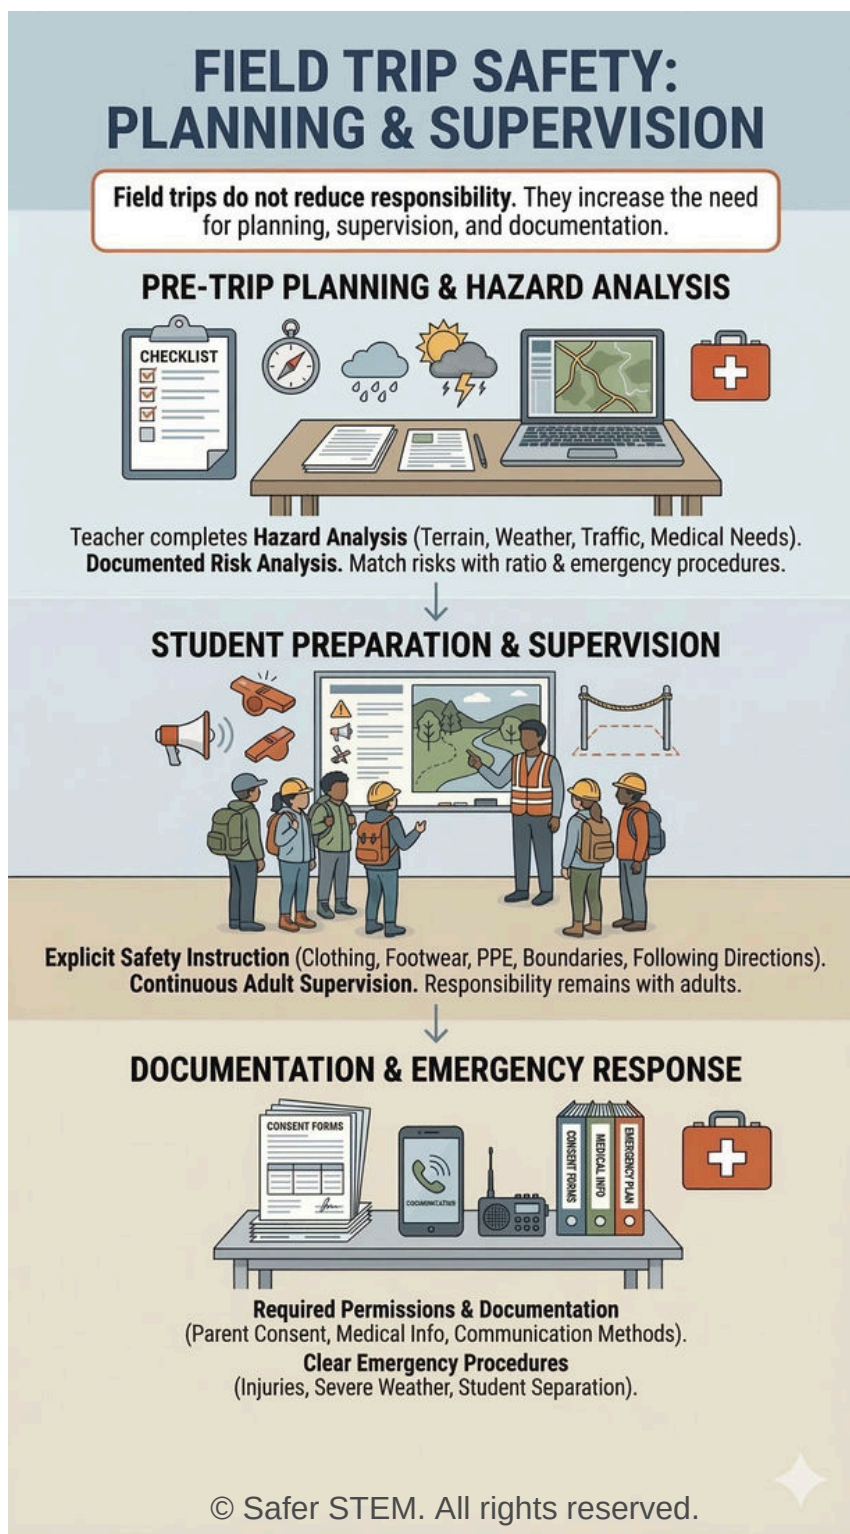 FIELD TRIP SAFETY:
PLANNING & SUPERVISION
Field trips do not reduce responsibility. They increase the need
for planning, supervision, and documentation.
PRE-TRIP PLANNING & HAZARD ANALYSIS
CHECKLIST
Teacher completes Hazard Analysis (Terrain, Weather, Traffic, Medical Needs).
Documented Risk Analysis. Match risks with ratio & emergency procedures.
STUDENT PREPARATION & SUPERVISION
Explicit Safety Instruction (Clothing, Footwear, PPE, Boundaries, Following Directions).
Continuous Adult Supervision. Responsibility remains with adults.
DOCUMENTATION & EMERGENCY RESPONSE
CONSENT FORMS
CONSENT FORMS
MEDICAL INFO
EMERGENCY PLAN
Required Permissions & Documentation
(Parent Consent, Medical Info, Communication Methods).
Clear Emergency Procedures
(Injuries, Severe Weather, Student Separation).
© Safer STEM. All rights reserved.